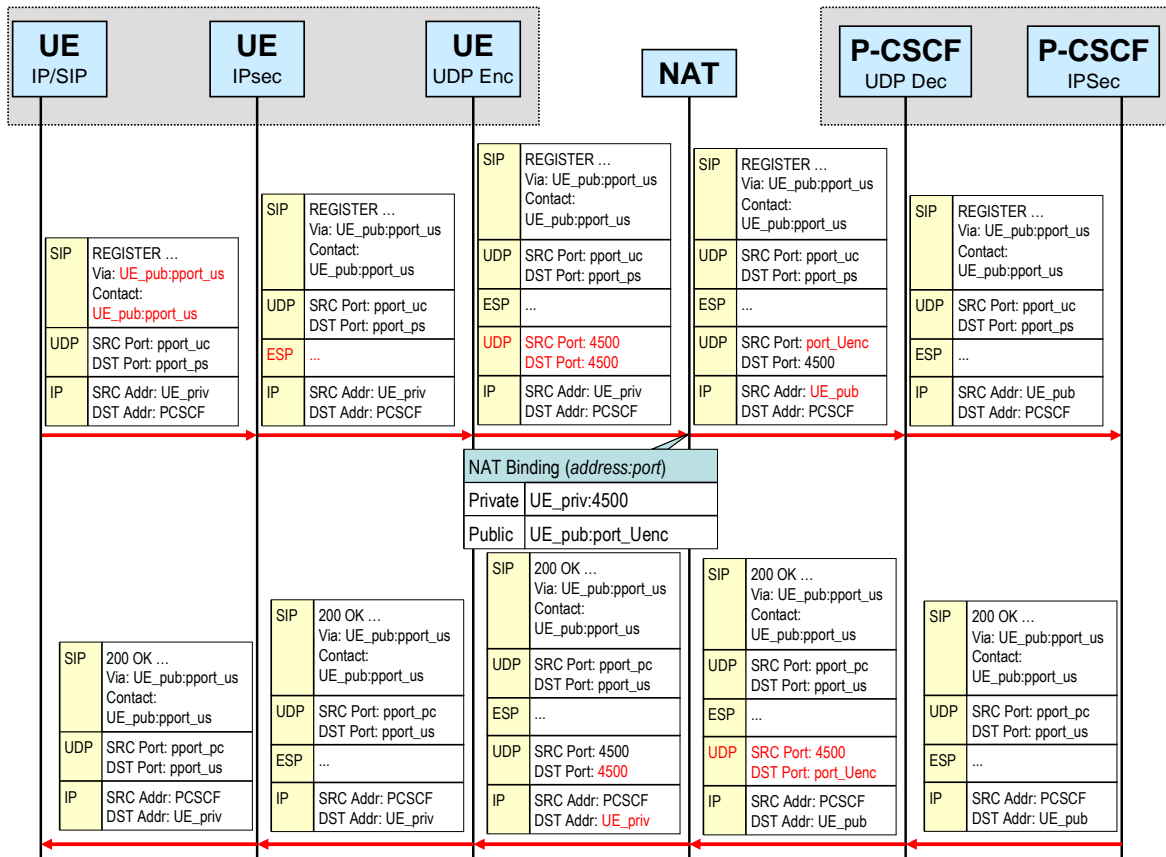 UE
IP/SIP
UE
IPsec
UE
UDP Enc
NAT
P-CSCF
UDP Dec
P-CSCF
IPSec
SIP
REGISTER ...
Via: UE_pub:pport_us
Contact:
UE_pub:pport_us
UDP
SRC Port: pport_uc
DST Port: pport_ps
IP
SRC Addr: UE_priv
DST Addr: PCSCF
SIP
REGISTER ...
Via: UE_pub:pport_us
Contact:
UE_pub:pport_us
UDP
SRC Port: pport_uc
DST Port: pport_ps
ESP
...
IP
SRC Addr: UE_priv
DST Addr: PCSCF
SIP
REGISTER ...
Via: UE_pub:pport_us
Contact:
UE_pub:pport_us
UDP
SRC Port: pport_uc
DST Port: pport_ps
ESP
...
UDP
SRC Port: 4500
DST Port: 4500
IP
SRC Addr: UE_priv
DST Addr: PCSCF
SIP
REGISTER ...
Via: UE_pub:pport_us
Contact:
UE_pub:pport_us
UDP
SRC Port: pport_uc
DST Port: pport_ps
ESP
...
UDP
SRC Port: port_Uenc
DST Port: 4500
IP
SRC Addr: UE_pub
DST Addr: PCSCF
SIP
REGISTER ...
Via: UE_pub:pport_us
Contact:
UE_pub:pport_us
UDP
SRC Port: pport_uc
DST Port: pport_ps
ESP
...
IP
SRC Addr: UE_pub
DST Addr: PCSCF
NAT Binding (address:port)
Private UE_priv:4500
Public UE_pub:port_Uenc
SIP
200 OK ...
Via: UE_pub:pport_us
Contact:
UE_pub:pport_us
UDP
SRC Port: pport_pc
DST Port: pport_us
IP
SRC Addr: PCSCF
DST Addr: UE_priv
SIP
200 OK ...
Via: UE_pub:pport_us
Contact:
UE_pub:pport_us
UDP
SRC Port: pport_pc
DST Port: pport_us
ESP
...
IP
SRC Addr: PCSCF
DST Addr: UE_priv
SIP
200 OK ...
Via: UE_pub:pport_us
Contact:
UE_pub:pport_us
UDP
SRC Port: pport_pc
DST Port: pport_us
ESP
...
UDP
SRC Port: 4500
DST Port: 4500
IP
SRC Addr: PCSCF
DST Addr: UE_priv
SIP
200 OK ...
Via: UE_pub:pport_us
Contact:
UE_pub:pport_us
UDP
SRC Port: pport_pc
DST Port: pport_us
ESP
...
UDP
SRC Port: 4500
DST Port: port_Uenc
IP
SRC Addr: PCSCF
DST Addr: UE_pub
SIP
200 OK ...
Via: UE_pub:pport_us
Contact:
UE_pub:pport_us
UDP
SRC Port: pport_pc
DST Port: pport_us
ESP
...
IP
SRC Addr: PCSCF
DST Addr: UE_pub